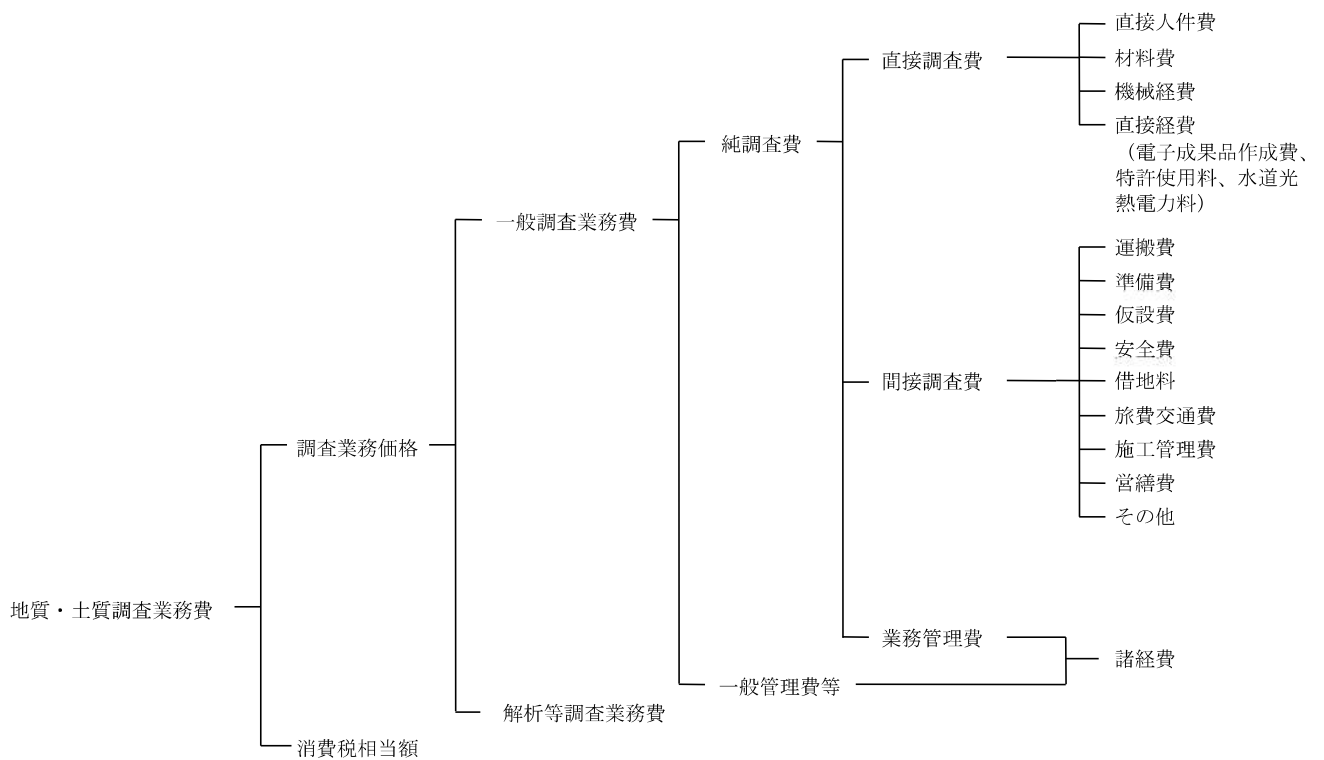 直接人件費
直接調査費
材料費
機械経費
直接経費
（電子成果品作成費、
特許使用料、水道光
熱電力料）
純調査費
一般調査業務費
運搬費
準備費
仮設費
安全費
間接調査費
借地料
旅費交通費
施工管理費
営繕費
その他
調査業務価格
地質・土質調査業務費
業務管理費
諸経費
一般管理費等
解析等調査業務費
消費税相当額